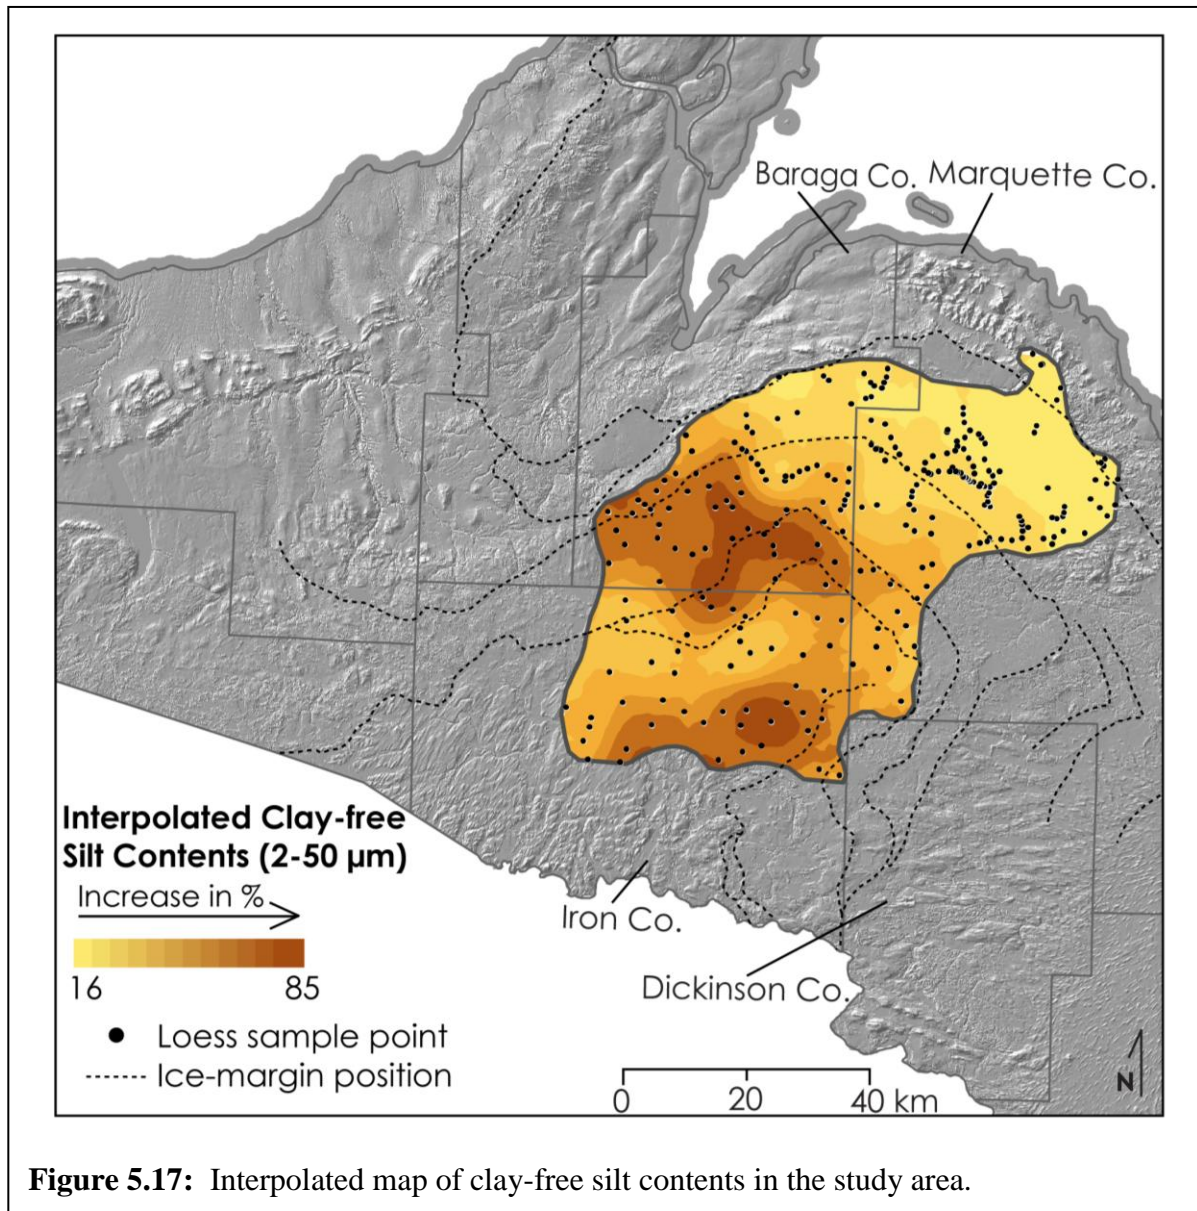 Baraga Co. Marquette Co.
Interpolated Clay-free
Silt Contents (2-50 µm)
Increase in %
16 85
Loess sample point
Ice-margin position
Iron Co.
Dickinson Co.
0 20 40 km
N
Figure 5.17: Interpolated map of clay-free silt contents in the study area.